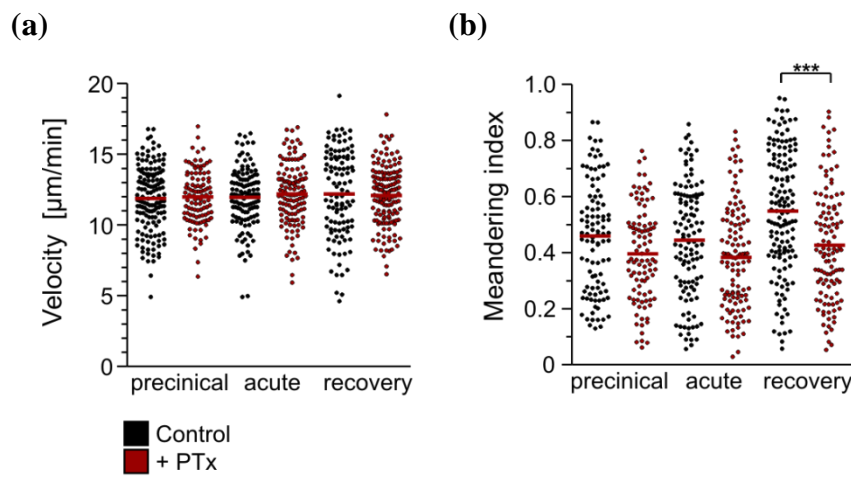 (a)
Velocity [µm/min]
20
15
10
5
0
precinical acute recovery
Control
+ PTx
(b)
Meandering index
1.0
0.8
0.6
0.4
0.2
0
***
precinical acute recovery